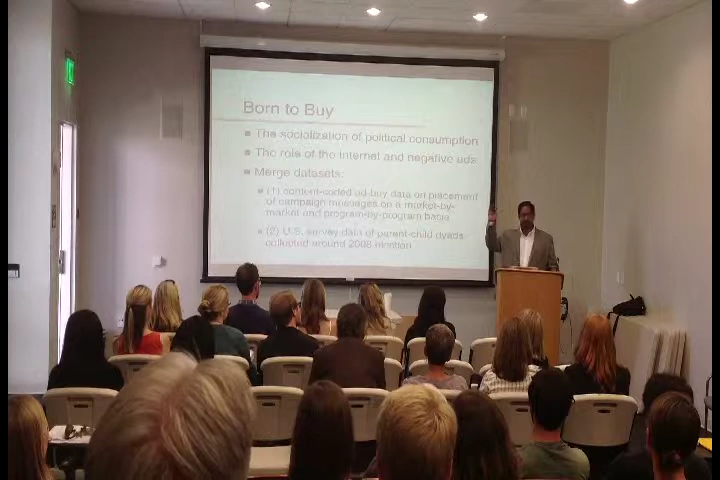 Born to Buy
■ The socialization of political consumption
■ The role of the internet and negative ads
■ Merge datasets:
■ (1) content-coded ad-buy data on placement
of campaign messages on a market-by-
market and program-by-program basis
■ (2) U.S. survey data of parent-child dyads
collected around 2008 election